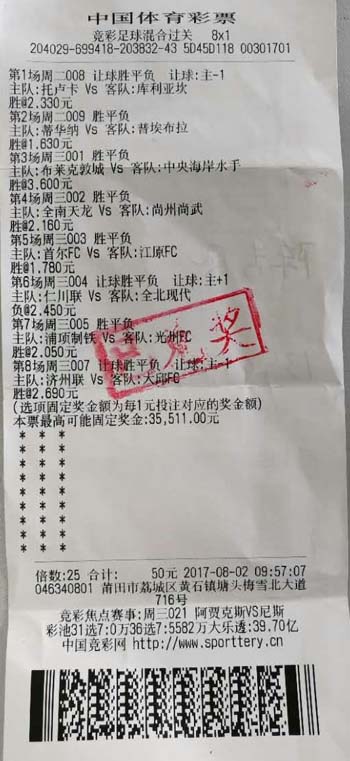 中国体育彩票
竞彩足球混合过关 8x1
204029-699418-203832-43 5D45D118 00301701
第1场周二008 让球胜平负 让球:主-1
主队:托卢卡 Vs 客队:库利亚坎
胜@2.330元
第2场周二009 胜平负
主队:蒂华纳 Vs 客队:普埃布拉
胜@1.630元
第3场周三001 胜平负
主队:布莱克敦城 Vs 客队:中央海岸水手
胜@3.600元
第4场周三002 胜平负
主队:全南天龙 Vs 客队:尚州尚武
胜@2.160元
第5场周三003 胜平负
主队:首尔FC Vs 客队:江原FC
胜@1.780元
第6场周三004 让球胜平负 让球:主+1
主队:仁川联 Vs 客队:全北现代
负@2.450元
第7场周三005 胜平负
主队:浦项制铁 Vs 客队:光州FC
胜@2.050元
第8场周三007 让球胜平负 让球:主-1
主队:济州联 Vs 客队:大邱FC
胜@2.690元
已兑奖
(选项固定奖金额为每1元投注对应的奖金额)
本票最高可能固定奖金:35,511.00元
* * *
* * *
* * *
* * *
* * *
* * *
* * *
* * *
* * *
倍数:25 合计: 50元 2017-08-02 09:57:07
046340801 莆田市荔城区黄石镇塘头梅雪北大道
716号
竞彩焦点赛事:周三021 阿贾克斯VS尼斯
彩池31选7:0万36选7:5582万大乐透:39.70亿
中国竞彩网 http://www.sporttery.cn